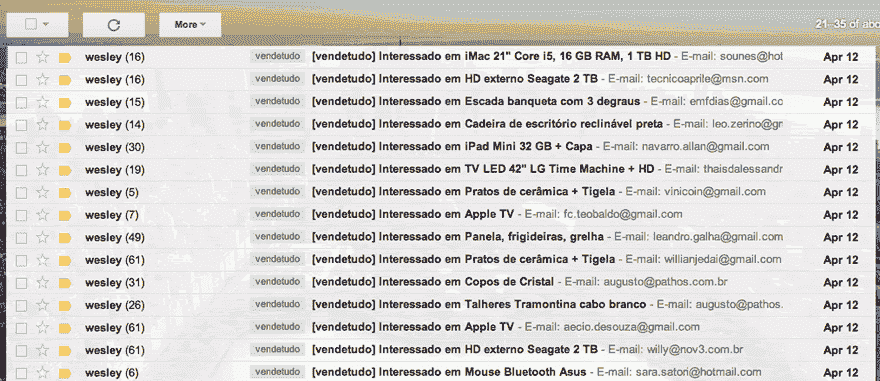 More 21–35 of abo
wesley (16) vendetudo [vendetudo] Interessado em iMac 21" Core i5, 16 GB RAM, 1 TB HD - E-mail: sounes@hot Apr 12
wesley (16) vendetudo [vendetudo] Interessado em HD externo Seagate 2 TB - E-mail: tecnicoaprile@msn.com Apr 12
wesley (15) vendetudo [vendetudo] Interessado em Escada banqueta com 3 degraus - E-mail: emfdias@gmail.co Apr 12
wesley (14) vendetudo [vendetudo] Interessado em Cadeira de escritório reclinável preta - E-mail: leo.zerino@gr Apr 12
wesley (30) vendetudo [vendetudo] Interessado em iPad Mini 32 GB + Capa - E-mail: navarro.allan@gmail.com Apr 12
wesley (19) vendetudo [vendetudo] Interessado em TV LED 42" LG Time Machine + HD - E-mail: thaisdalessandr Apr 12
wesley (5) vendetudo [vendetudo] Interessado em Pratos de cerâmica + Tigela - E-mail: vinicoin@gmail.com Apr 12
wesley (7) vendetudo [vendetudo] Interessado em Apple TV - E-mail: fc.teobaldo@gmail.com Apr 12
wesley (49) vendetudo [vendetudo] Interessado em Panela, frigideiras, grelha - E-mail: leandro.galha@gmail.com Apr 12
wesley (61) vendetudo [vendetudo] Interessado em Pratos de cerâmica + Tigela - E-mail: willianjedai@gmail.com Apr 12
wesley (31) vendetudo [vendetudo] Interessado em Copos de Cristal - E-mail: augusto@pathos.com.br Apr 12
wesley (26) vendetudo [vendetudo] Interessado em Talheres Tramontina cabo branco - E-mail: augusto@pathos. Apr 12
wesley (61) vendetudo [vendetudo] Interessado em Apple TV - E-mail: aecio.desouza@gmail.com Apr 12
wesley (61) vendetudo [vendetudo] Interessado em HD externo Seagate 2 TB - E-mail: willy@nov3.com.br Apr 12
wesley (6) vendetudo [vendetudo] Interessado em Mouse Bluetooth Asus - E-mail: sara.satori@hotmail.com Apr 12